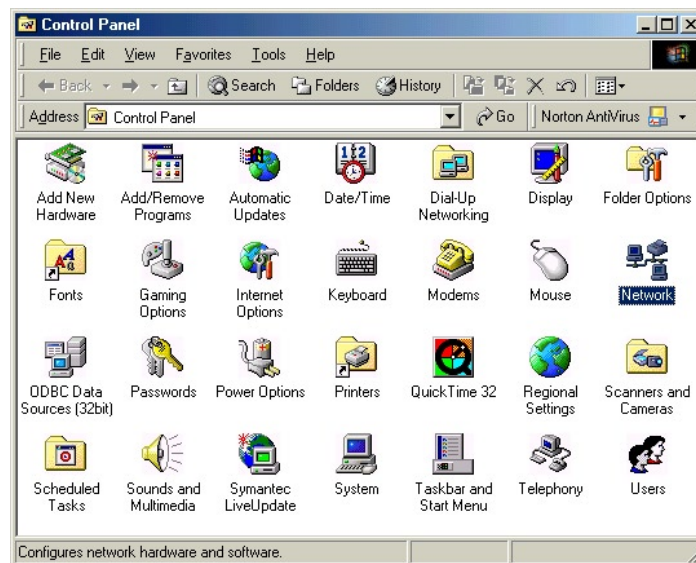 Control Panel
File Edit View Favorites Tools Help
Back Search Folders History
Address Control Panel Go Norton AntiVirus
Add New Hardware
Add/Remove Programs
Automatic Updates
Date/Time
Dial-Up Networking
Display
Folder Options
Fonts
Gaming Options
Internet Options
Keyboard
Modems
Mouse
Network
ODBC Data Sources (32bit)
Passwords
Power Options
Printers
QuickTime 32
Regional Settings
Scanners and Cameras
Scheduled Tasks
Sounds and Multimedia
Symantec LiveUpdate
System
Taskbar and Start Menu
Telephony
Users
Configures network hardware and software.